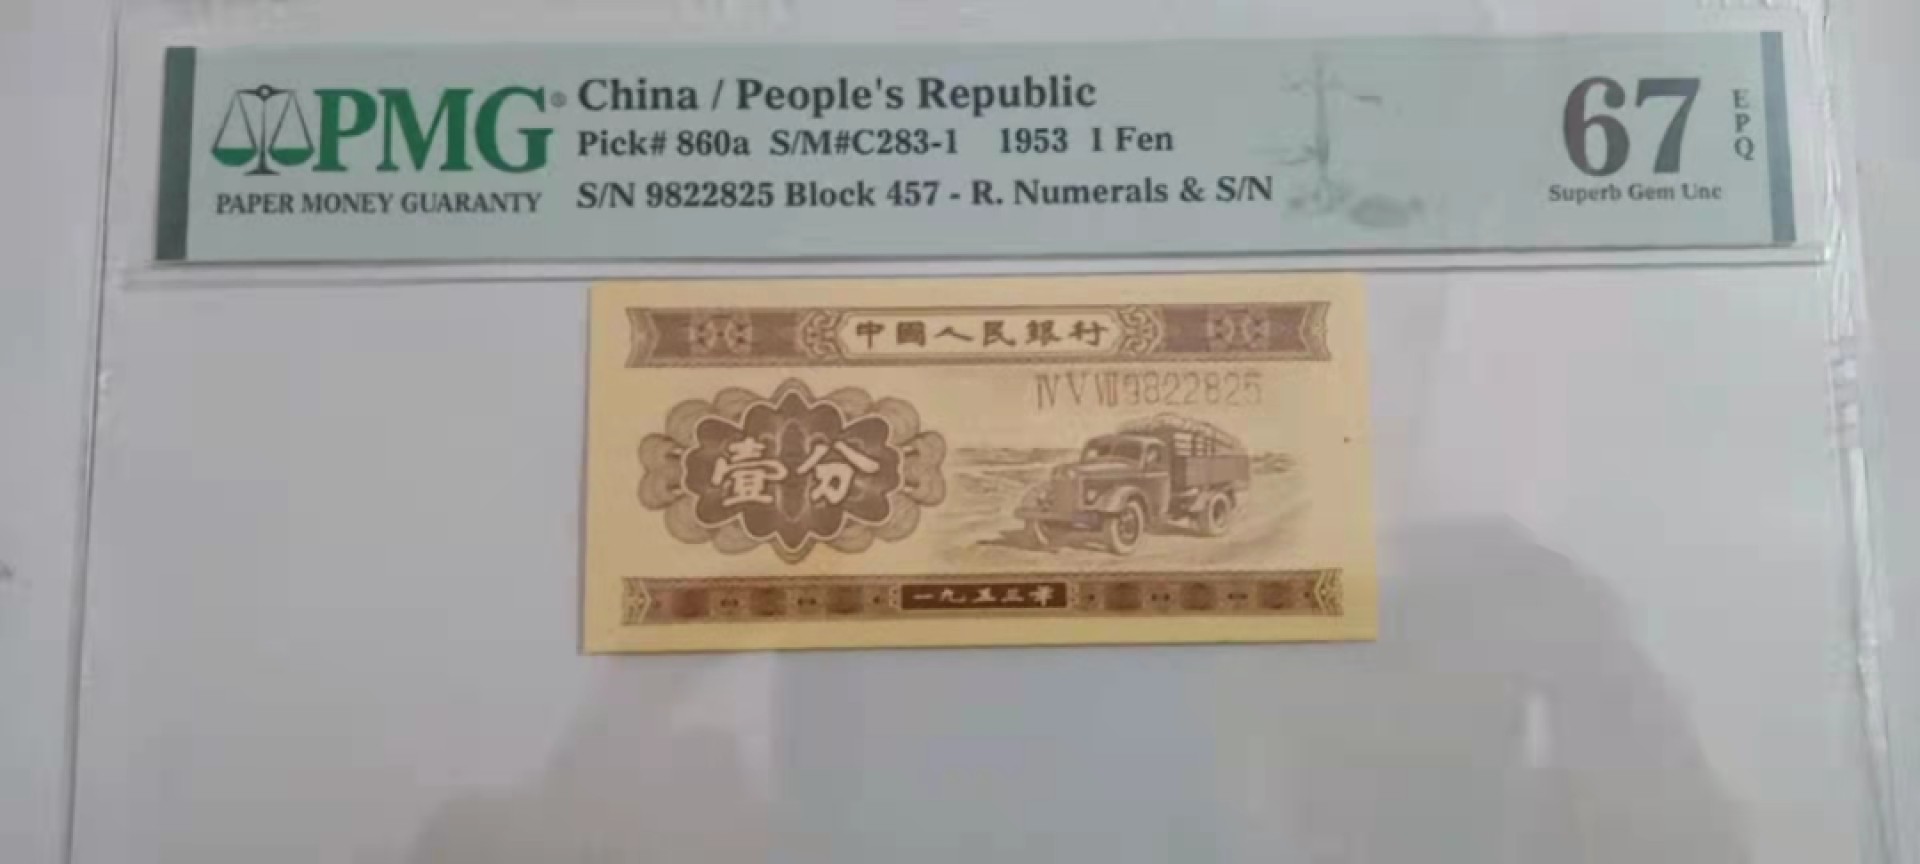 PMG®
PAPER MONEY GUARANTY
China / People's Republic
Pick# 860a S/M#C283-1 1953 1 Fen
S/N 9822825 Block 457 - R. Numerals & S/N
67
EPQ
Superb Gem Unc
中國人民銀行
ⅣⅤⅦ9822825
壹分
一九五三年